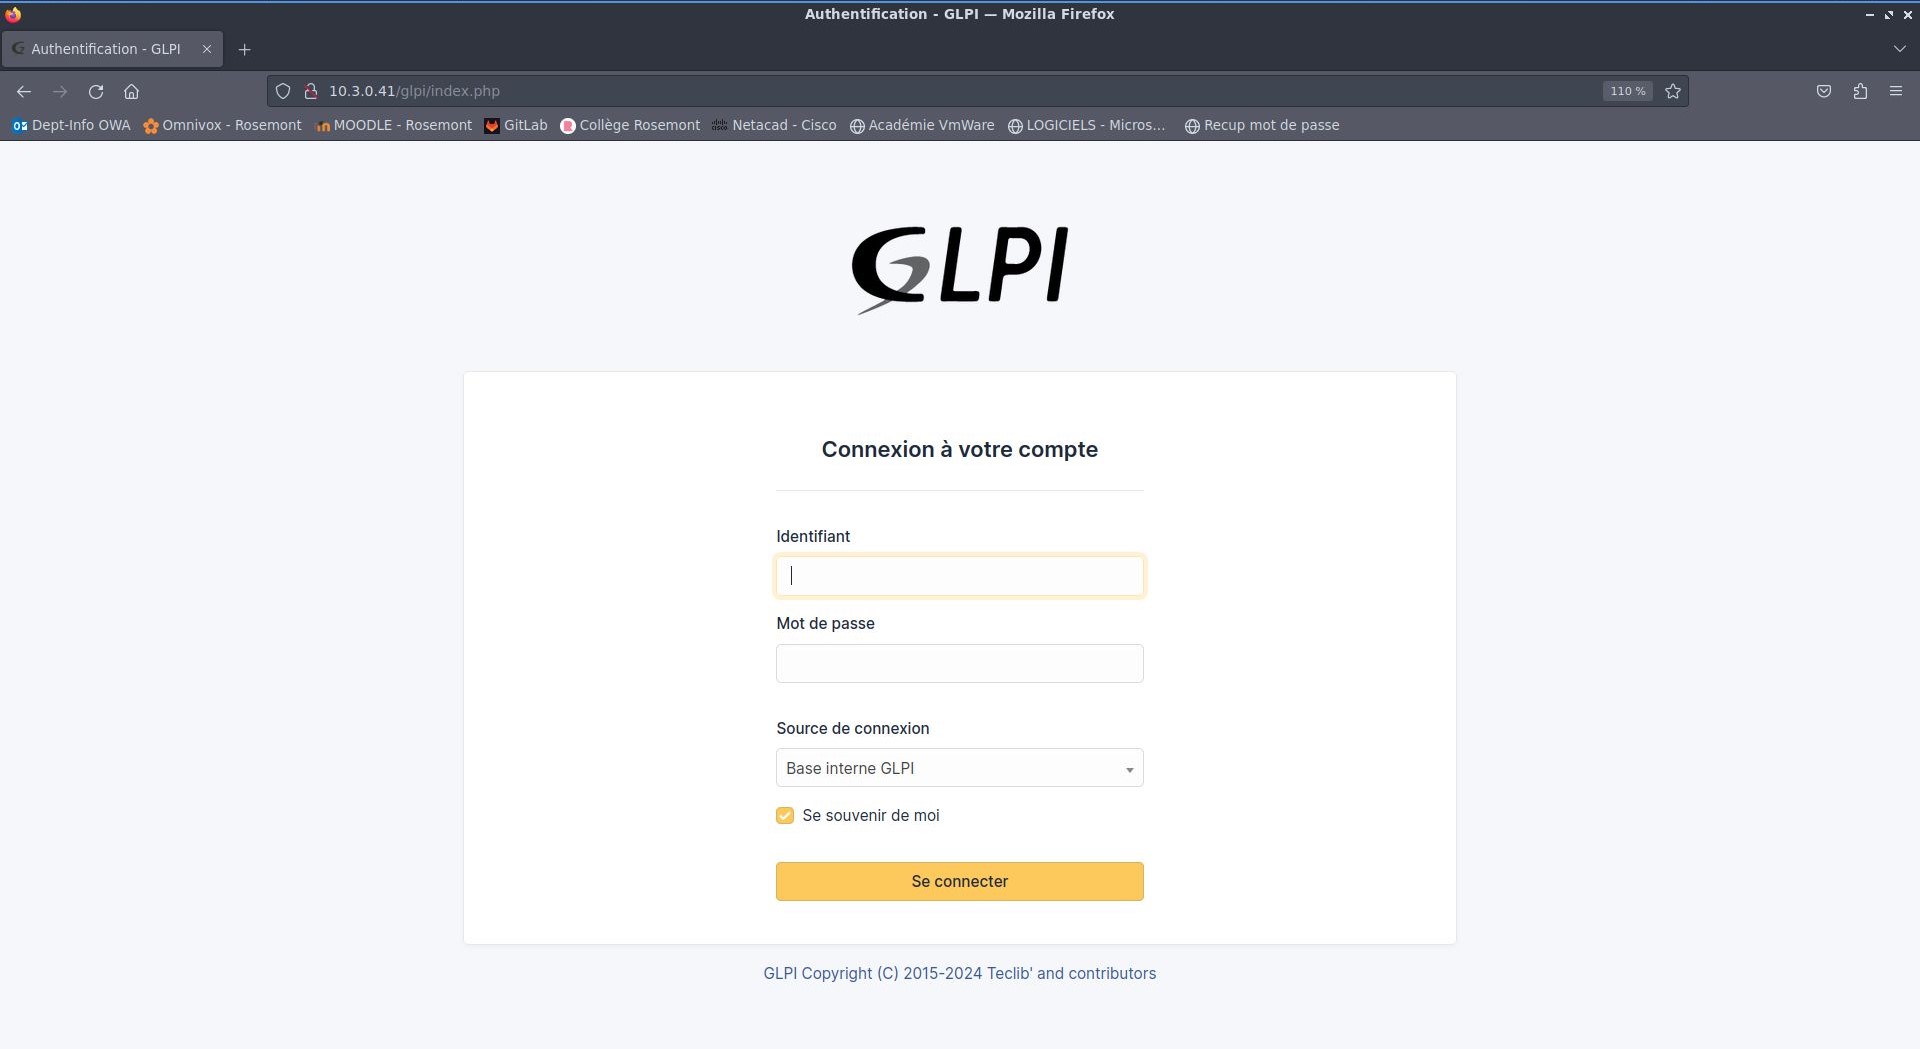 Authentification - GLPI — Mozilla Firefox
Authentification - GLPI
10.3.0.41/glpi/index.php
110 %
Dept-Info OWA Omnivox - Rosemont MOODLE - Rosemont GitLab Collège Rosemont Netacad - Cisco Académie VmWare LOGICIELS - Micros... Recup mot de passe
GLPI
Connexion à votre compte
Identifiant
Mot de passe
Source de connexion
Base interne GLPI
Se souvenir de moi
Se connecter
GLPI Copyright (C) 2015-2024 Teclib' and contributors